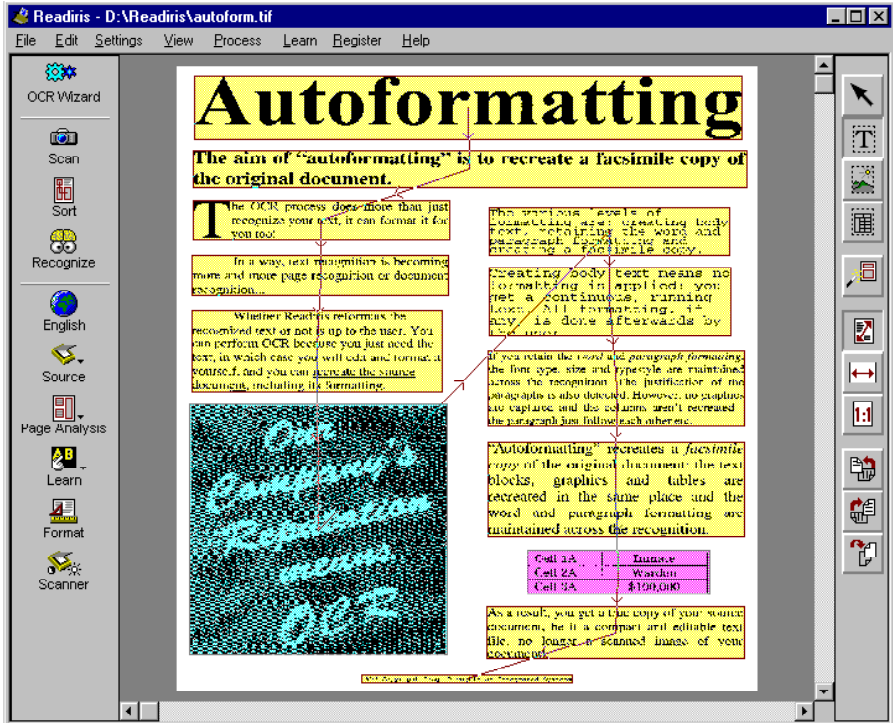 Readiris - D:\Readiris\autoform.tif
File Edit Settings View Process Learn Register Help
OCR Wizard
Scan
Sort
Recognize
English
Source
Page Analysis
Learn
Format
Scanner
Autoformatting
The aim of “autoformatting” is to recreate a facsimile copy of
the original document.
The OCR process does more than just
recognize your text, it can format it for
you too!
In a way, text recognition is becoming
more and more page recognition or document
recognition...
Whether Readiris reformats the
recognized text or not is up to the user. You
can perform OCR because you just need the
text, in which case you will edit and format it
yourself, and you can recreate the source
document, including its formatting.
Our
Company's
Reputation
means
OCR
The various levels of
formatting are: creating body
text, retaining the word and
paragraph formatting and
creating a facsimile copy.
Creating body text means no
formatting is applied: you
get a continuous, running
text. All formatting, if
any, is done afterwards by
the user.
If you retain the word and paragraph formatting,
the font type, size and typestyle are maintained
across the recognition. The justification of the
paragraphs is also detected. However, no graphics
are captured and the columns aren't recreated -
the paragraph just follow each other
“Autoformatting” recreates a facsimile
copy of the original document: the text
blocks, graphics and tables are
recreated in the same place and the
word and paragraph formatting are
maintained across the recognition.
Cell 1A Inmate
Cell 2A Warden
Cell 3A $100,000
As a result, you get a true copy of your source
document, be it a compact and editable text
file, no longer a scanned image of your
document.
1:1